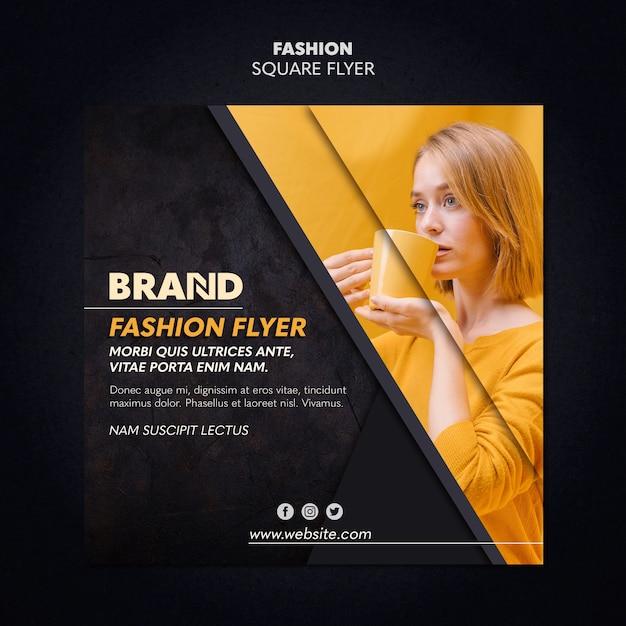 FASHION
SQUARE FLYER
BRAND
FASHION FLYER
MORBI QUIS ULTRICES ANTE,
VITAE PORTA ENIM NAM.
Donec augue mi, dignissim at eros vitae, tincidunt
maximus dolor. Phasellus et laoreet nisl. Vivamus.
NAM SUSCIPIT LECTUS
www.website.com